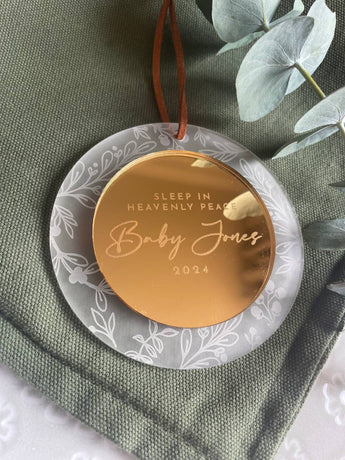 SLEEP IN
HEAVENLY PEACE
Baby Jones
2024